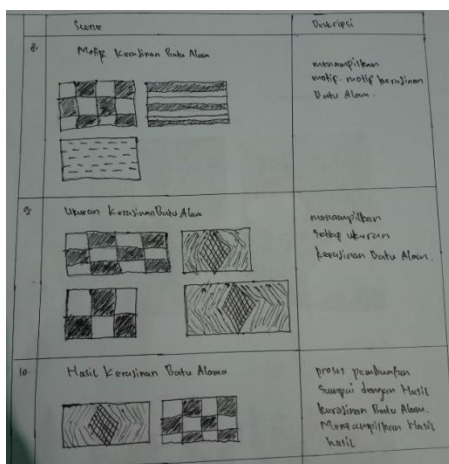 Scene
Deskripsi
8.
Motif Kerajinan Batu Alam
menampilkan
motif-motif kerajinan
Batu Alam.
9.
Ukuran Kerajinan Batu Alam
menampilkan
Setiap ukuran
kerajinan Batu Alam.
10.
Hasil Kerajinan Batu Alama
proses
Sampai dengan Hasil
kerajinan Batu Alam.
Menampilkan Hasil
hasil